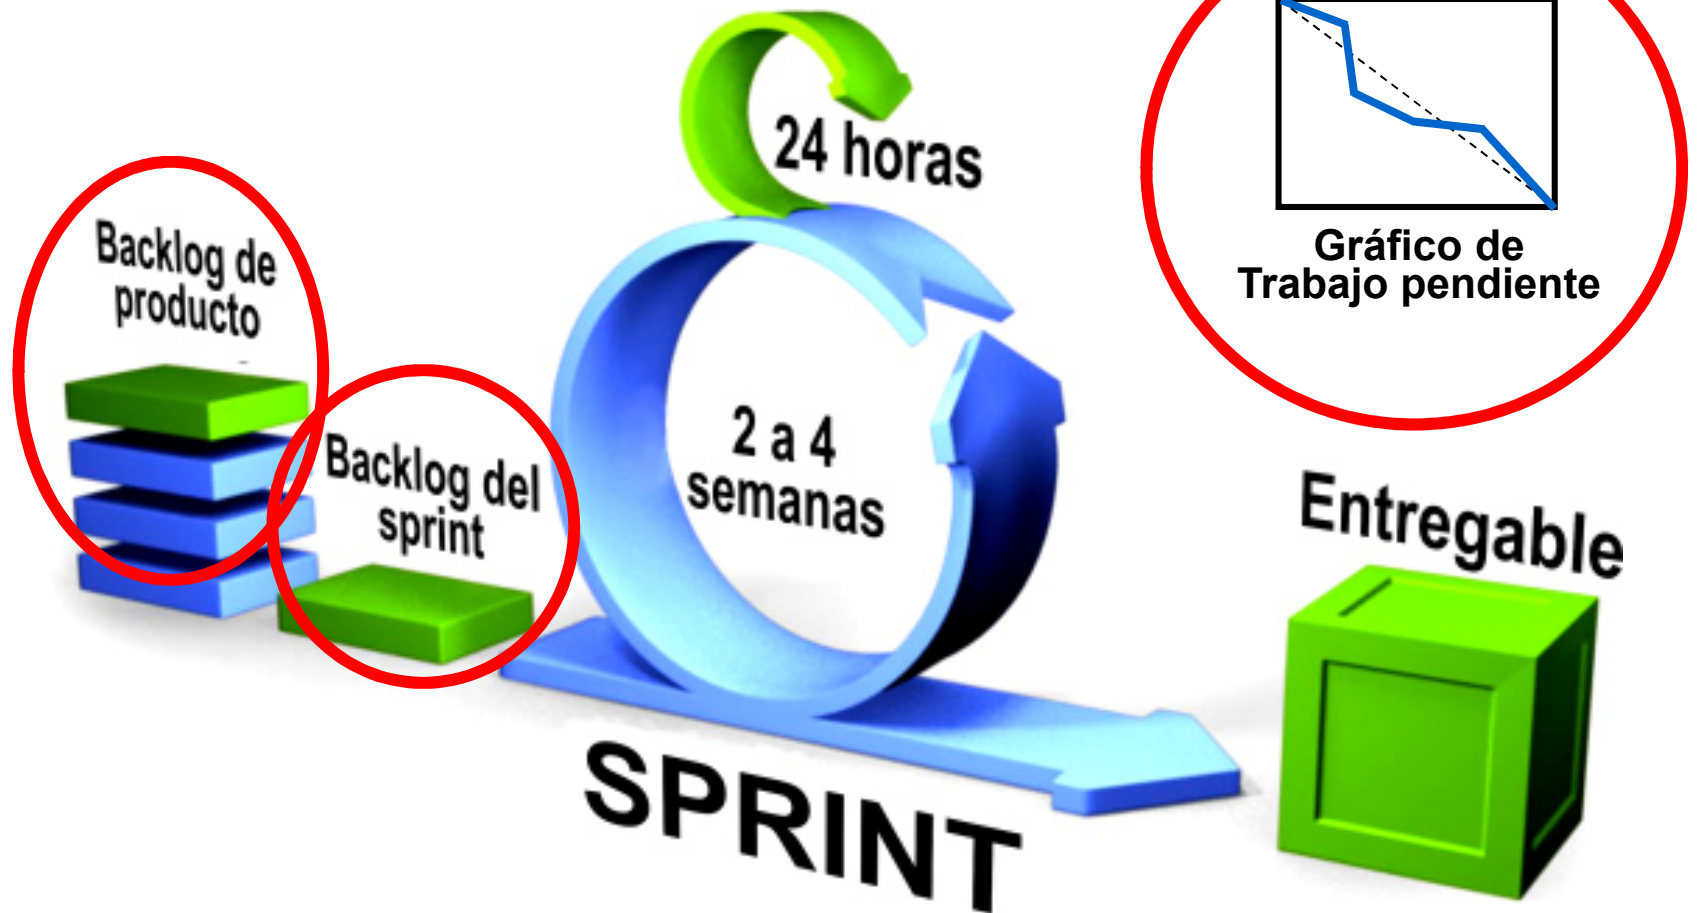 24 horas
Backlog de
producto
Gráfico de
Trabajo pendiente
2 a 4
semanas
Backlog del
sprint
Entregable
SPRINT